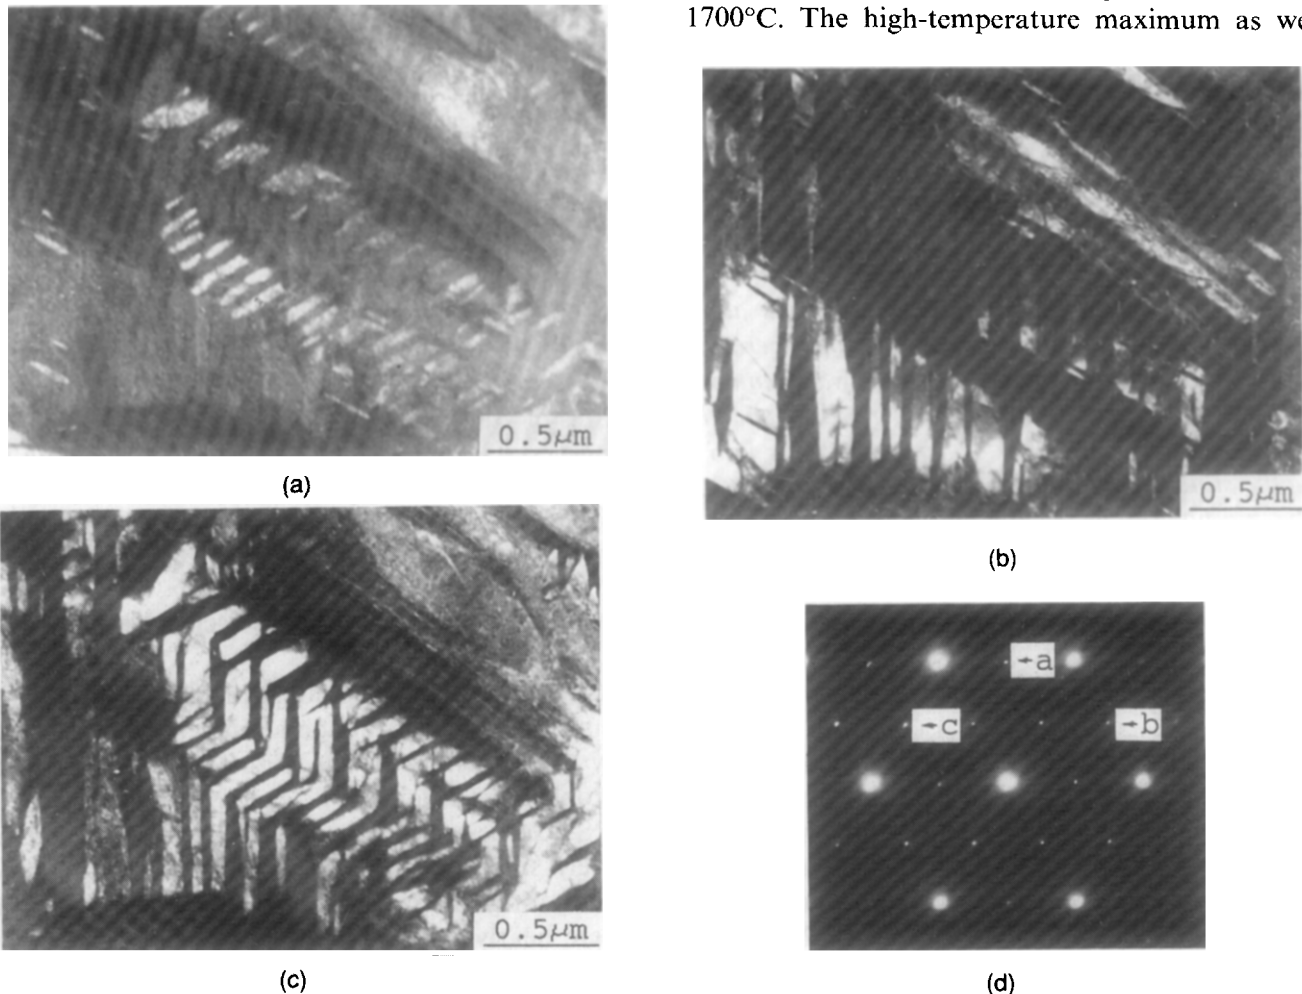 1700°C. The high-temperature maximum as we
0.5μm
(a)
0.5μm
(b)
0.5μm
(c)
←a
←c
→b
(d)